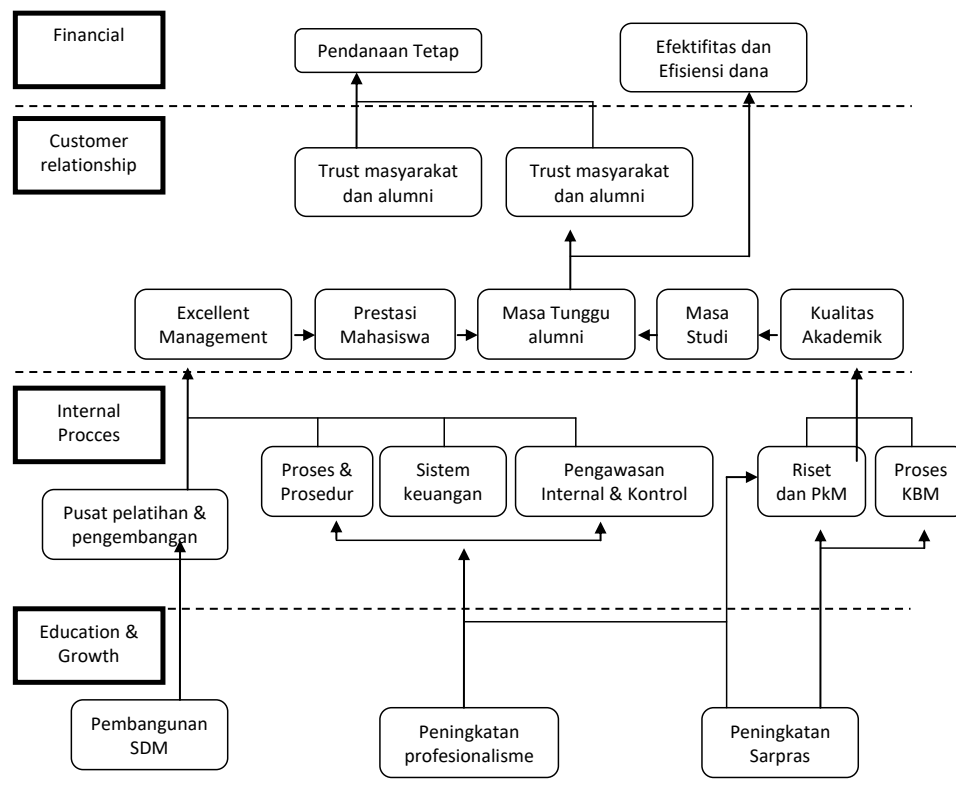 Financial
Pendanaan Tetap
Efektifitas dan
Efisiensi dana
Customer
relationship
Trust masyarakat
dan alumni
Trust masyarakat
dan alumni
Excellent
Management
Prestasi
Mahasiswa
Masa Tunggu
alumni
Masa
Studi
Kualitas
Akademik
Internal
Procces
Proses &
Prosedur
Sistem
keuangan
Pengawasan
Internal & Kontrol
Riset
dan PkM
Proses
KBM
Pusat pelatihan &
pengembangan
Education &
Growth
Pembangunan
SDM
Peningkatan
profesionalisme
Peningkatan
Sarpras